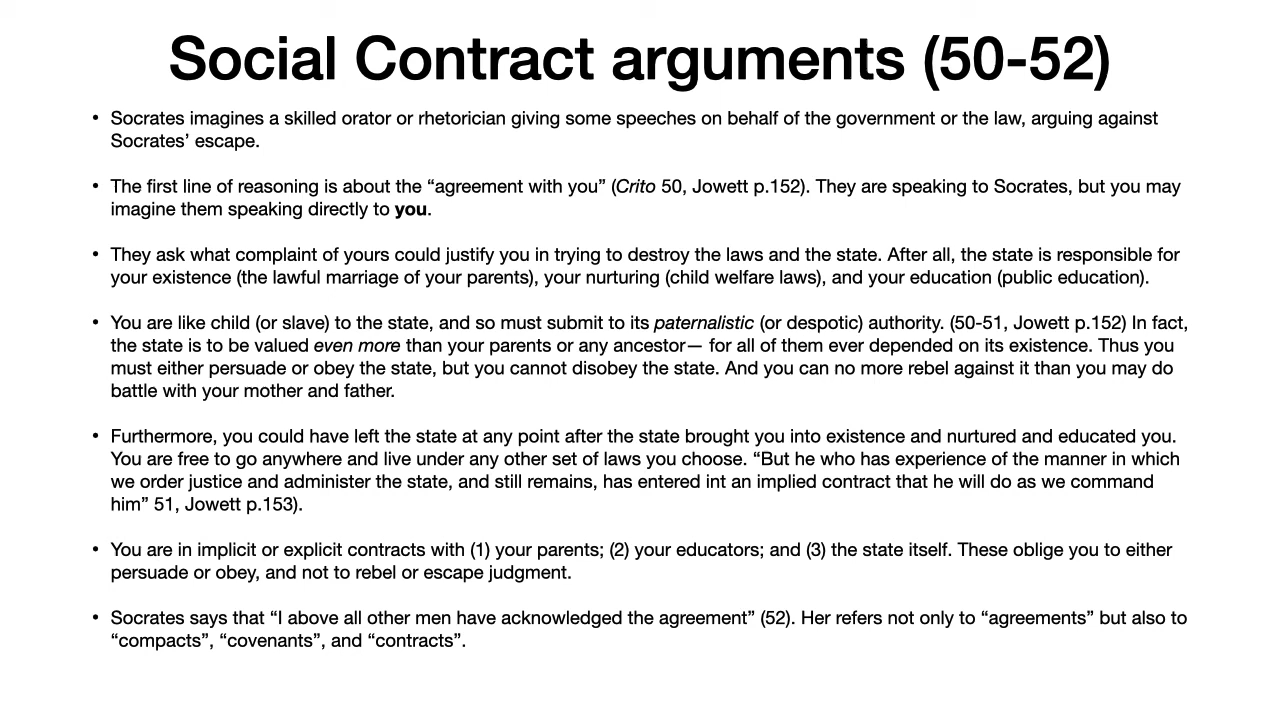 Social Contract arguments (50-52)
• Socrates imagines a skilled orator or rhetorician giving some speeches on behalf of the government or the law, arguing against
Socrates’ escape.
• The first line of reasoning is about the “agreement with you” (Crito 50, Jowett p.152). They are speaking to Socrates, but you may
imagine them speaking directly to you.
• They ask what complaint of yours could justify you in trying to destroy the laws and the state. After all, the state is responsible for
your existence (the lawful marriage of your parents), your nurturing (child welfare laws), and your education (public education).
• You are like child (or slave) to the state, and so must submit to its paternalistic (or despotic) authority. (50-51, Jowett p.152) In fact,
the state is to be valued even more than your parents or any ancestor— for all of them ever depended on its existence. Thus you
must either persuade or obey the state, but you cannot disobey the state. And you can no more rebel against it than you may do
battle with your mother and father.
• Furthermore, you could have left the state at any point after the state brought you into existence and nurtured and educated you.
You are free to go anywhere and live under any other set of laws you choose. “But he who has experience of the manner in which
we order justice and administer the state, and still remains, has entered int an implied contract that he will do as we command
him” 51, Jowett p.153).
• You are in implicit or explicit contracts with (1) your parents; (2) your educators; and (3) the state itself. These oblige you to either
persuade or obey, and not to rebel or escape judgment.
• Socrates says that “I above all other men have acknowledged the agreement” (52). Her refers not only to “agreements” but also to
“compacts”, “covenants”, and “contracts”.